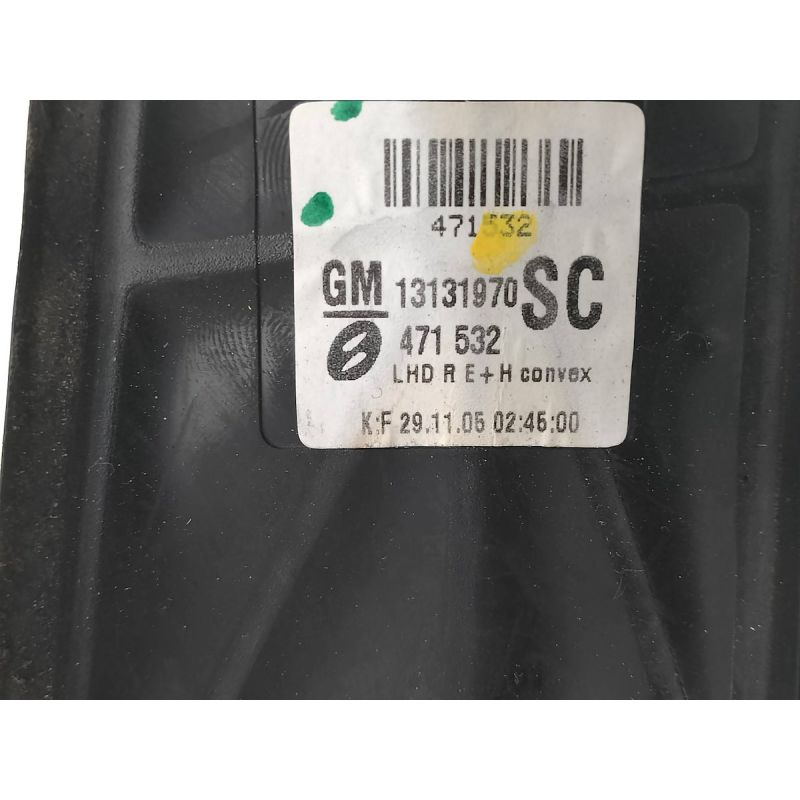 471532
GM 13131970 SC
471 532
LHD R E+H convex
K:F 29.11.05 02:45:00